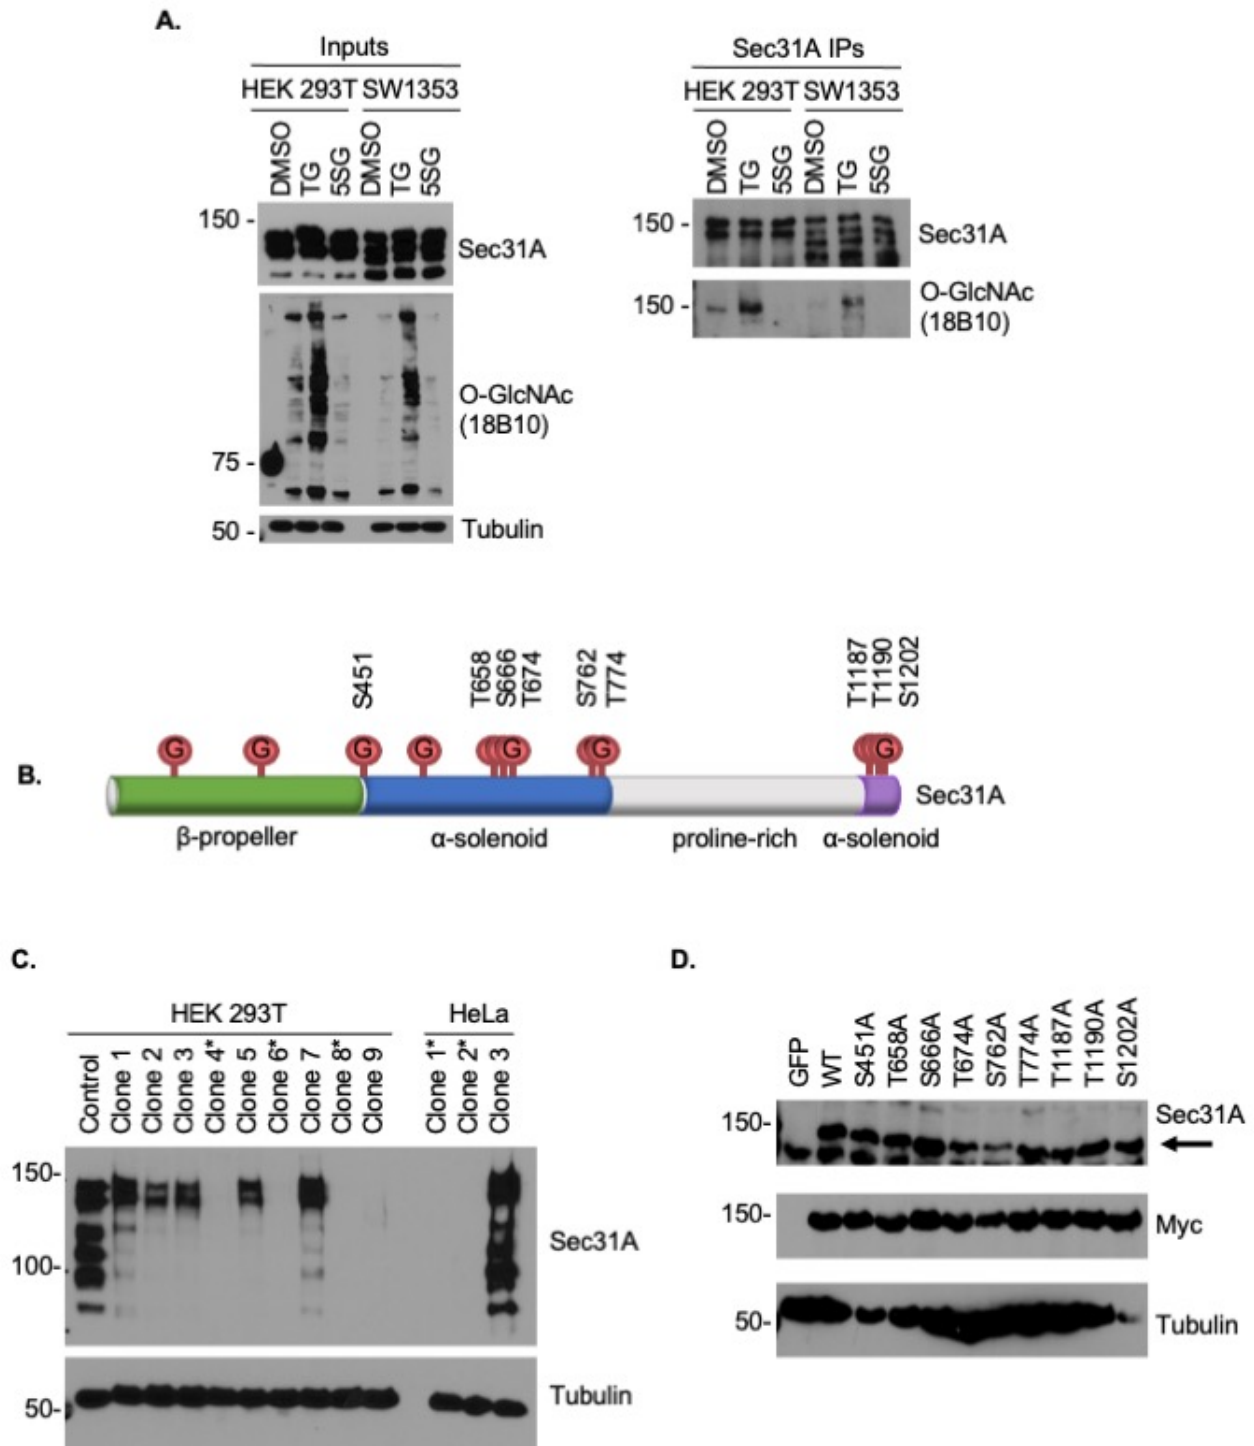 A.
Inputs
HEK 293T SW1353
DMSO
TG
5SG
DMSO
TG
5SG
150 -
Sec31A
O-GlcNAc
(18B10)
75 -
50 -
Tubulin
Sec31A IPs
HEK 293T SW1353
DMSO
TG
5SG
DMSO
TG
5SG
150 -
Sec31A
150 -
O-GlcNAc
(18B10)
B.
S451
T658
S666
T674
S762
T774
T1187
T1190
S1202
G G G G G G G
Sec31A
β-propeller α-solenoid proline-rich α-solenoid
C.
HEK 293T HeLa
Control
Clone 1
Clone 2
Clone 3
Clone 4*
Clone 5
Clone 6*
Clone 7
Clone 8*
Clone 9
Clone 1*
Clone 2*
Clone 3
150-
Sec31A
100-
Tubulin
50-
D.
GFP
WT
S451A
T658A
S666A
T674A
S762A
T774A
T1187A
T1190A
S1202A
150-
Sec31A
150-
Myc
50-
Tubulin